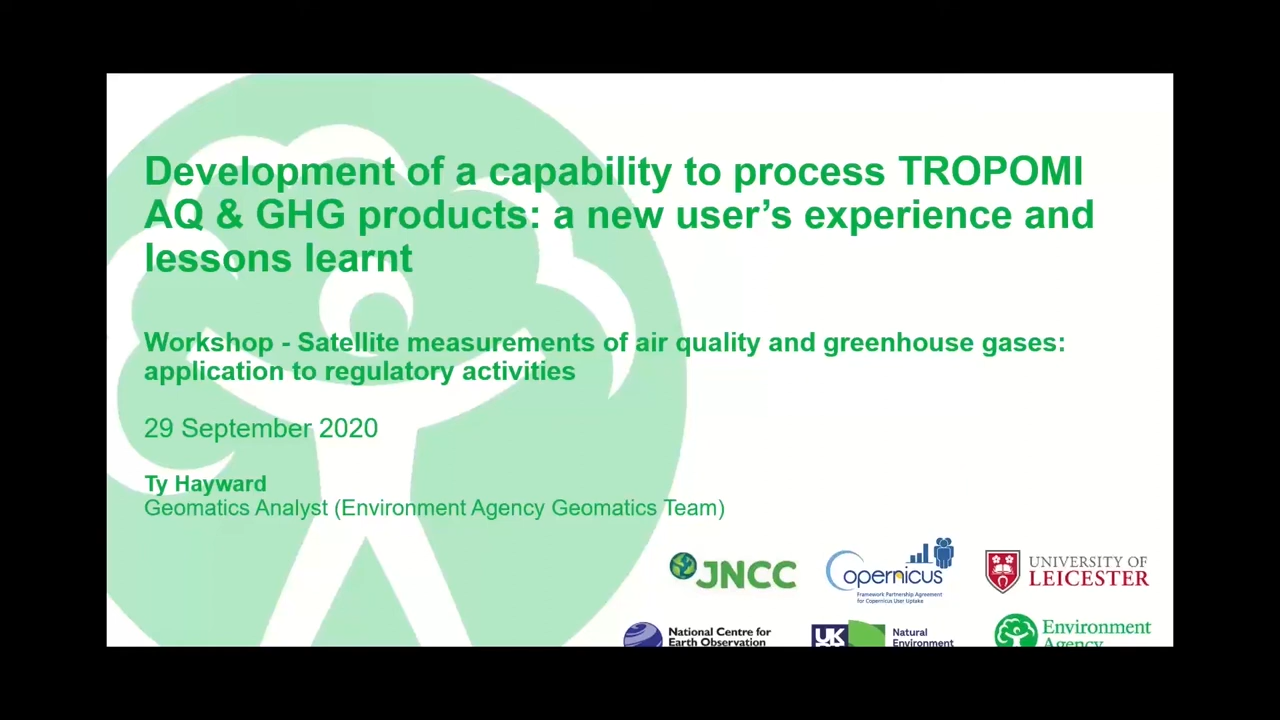 Development of a capability to process TROPOMI
AQ & GHG products: a new user's experience and
lessons learnt
Workshop - Satellite measurements of air quality and greenhouse gases:
application to regulatory activities
29 September 2020
Ty Hayward
Geomatics Analyst (Environment Agency Geomatics Team)
JNCC
Copernicus
Framework Partnership Agreement
for Copernicus User Uptake
UNIVERSITY OF
LEICESTER
National Centre for
Earth Observation
UK
Natural
Environment
Environment
Agency